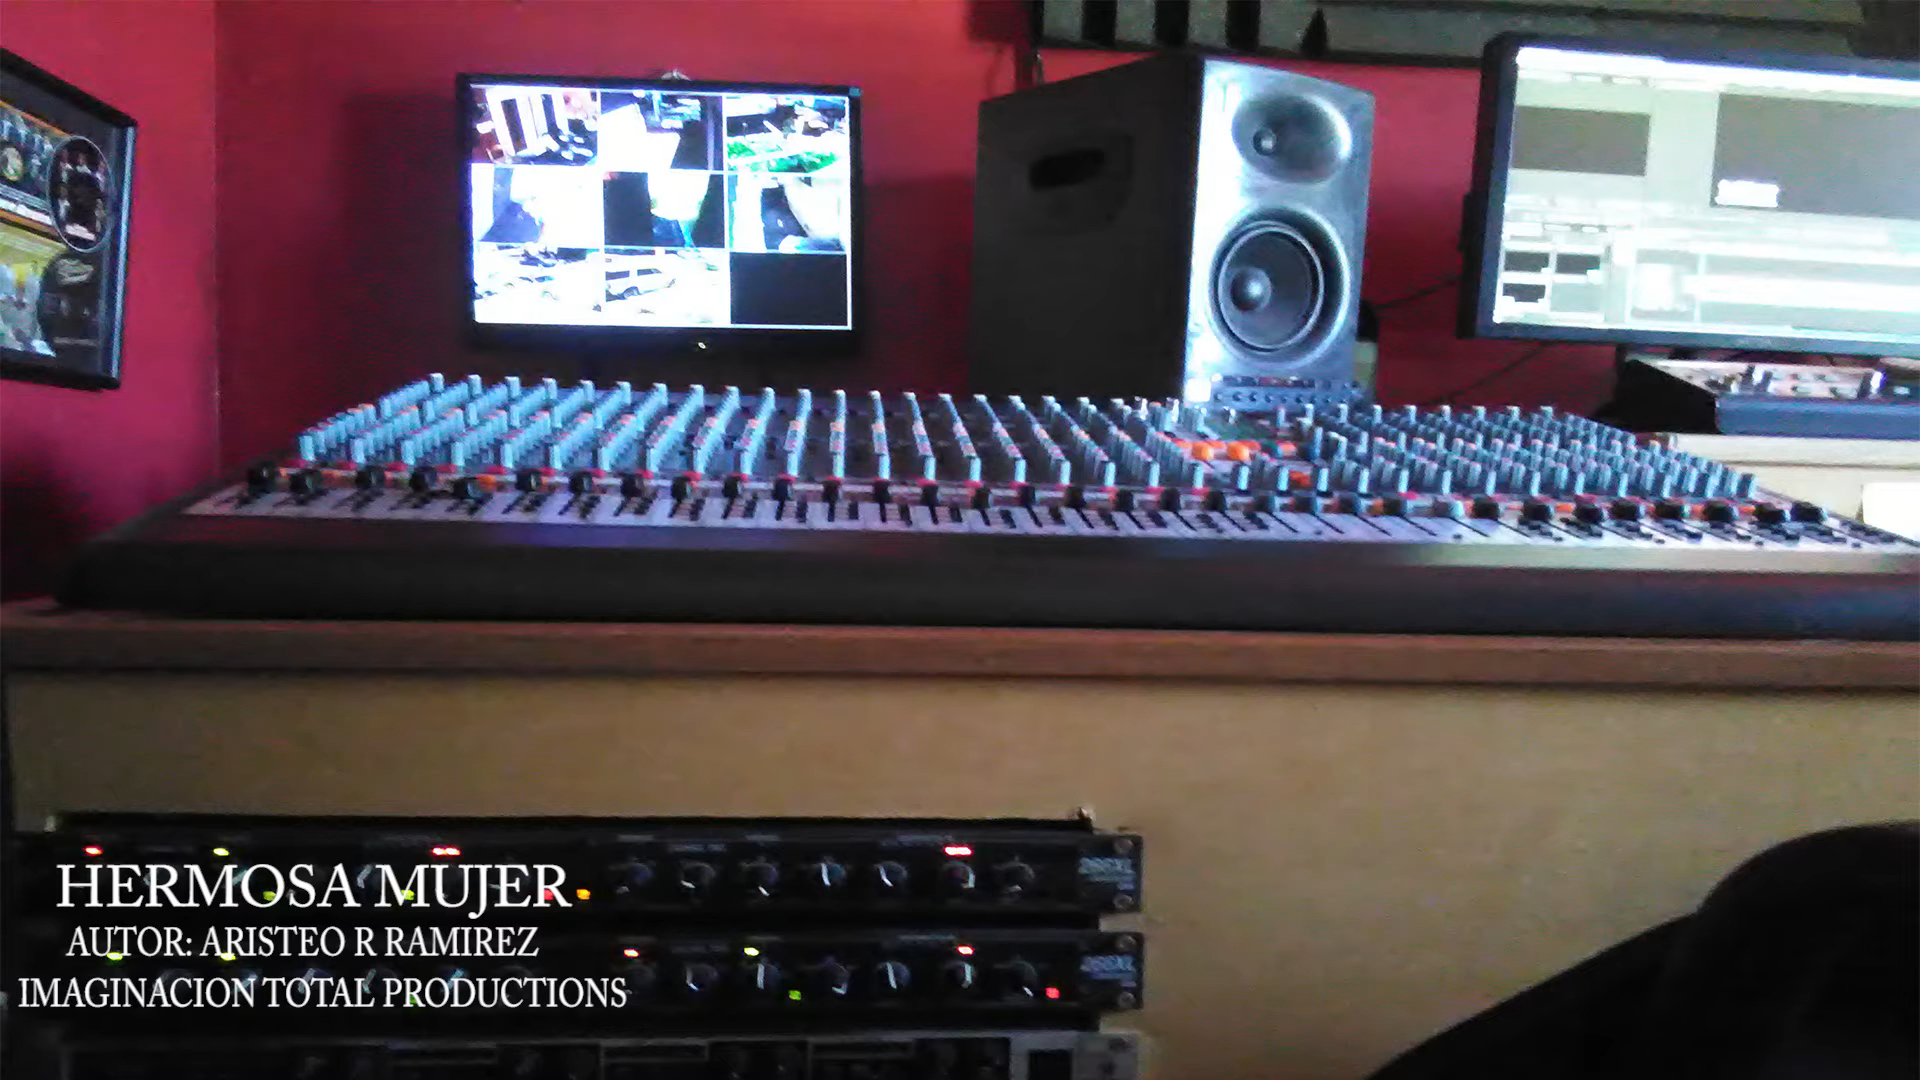 HERMOSA MUJER
AUTOR: ARISTEO R RAMIREZ
IMAGINACION TOTAL PRODUCTIONS